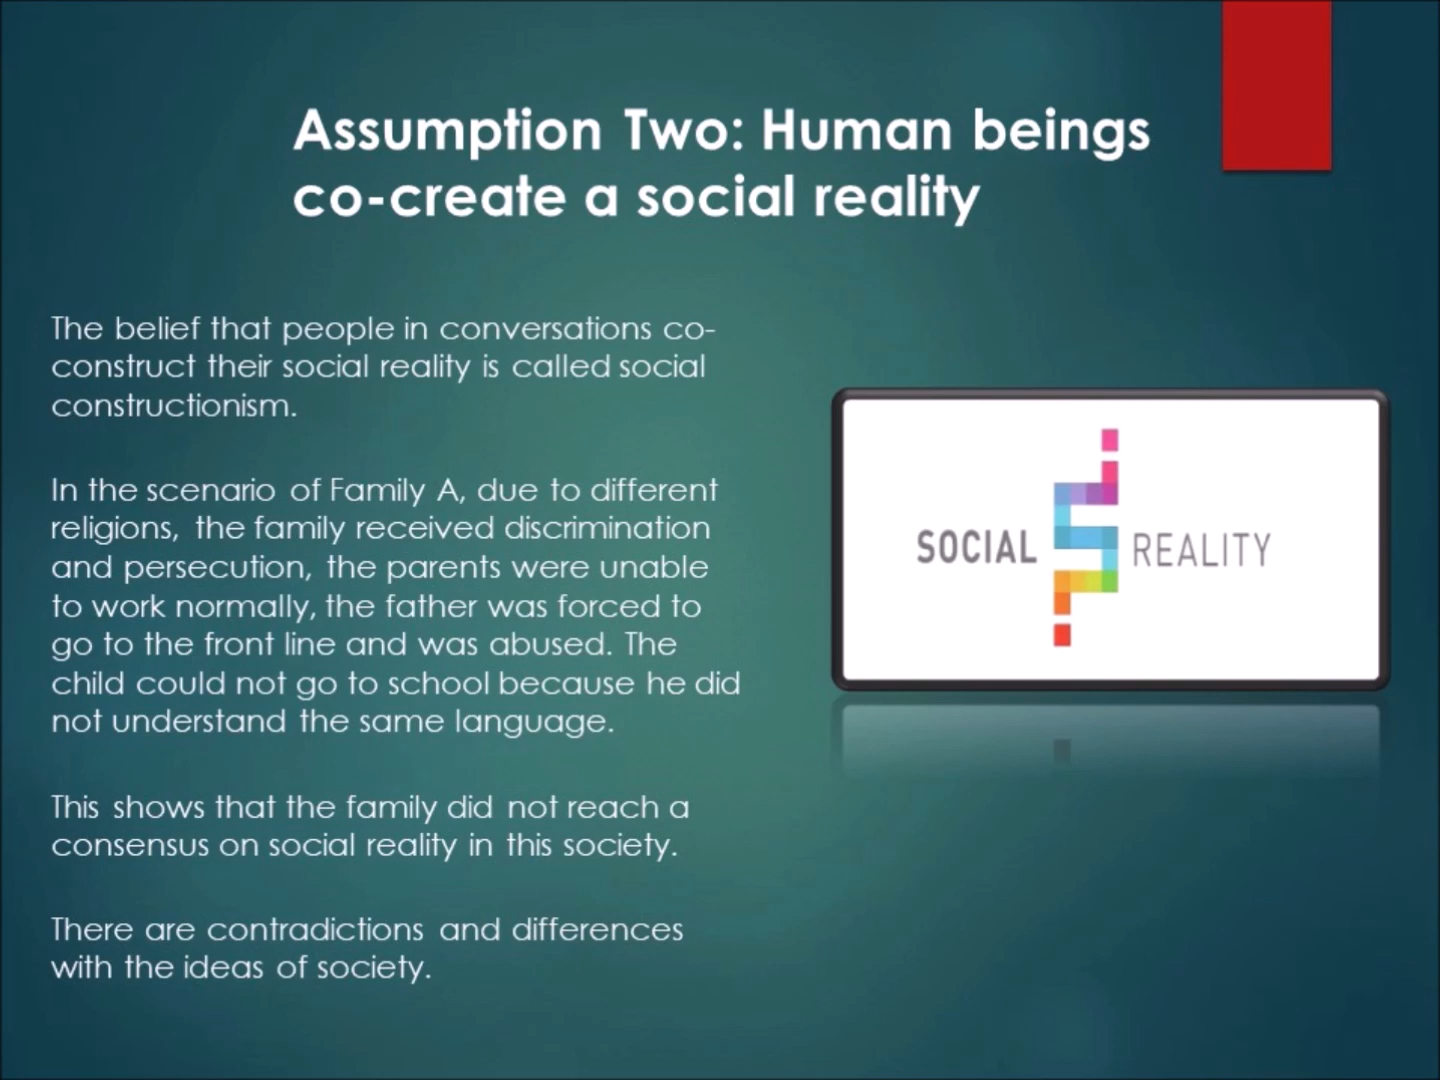 Assumption Two: Human beings
co-create a social reality
The belief that people in conversations co-
construct their social reality is called social
constructionism.
In the scenario of Family A, due to different
religions, the family received discrimination
and persecution, the parents were unable
to work normally, the father was forced to
go to the front line and was abused. The
child could not go to school because he did
not understand the same language.
This shows that the family did not reach a
consensus on social reality in this society.
There are contradictions and differences
with the ideas of society.
SOCIAL REALITY